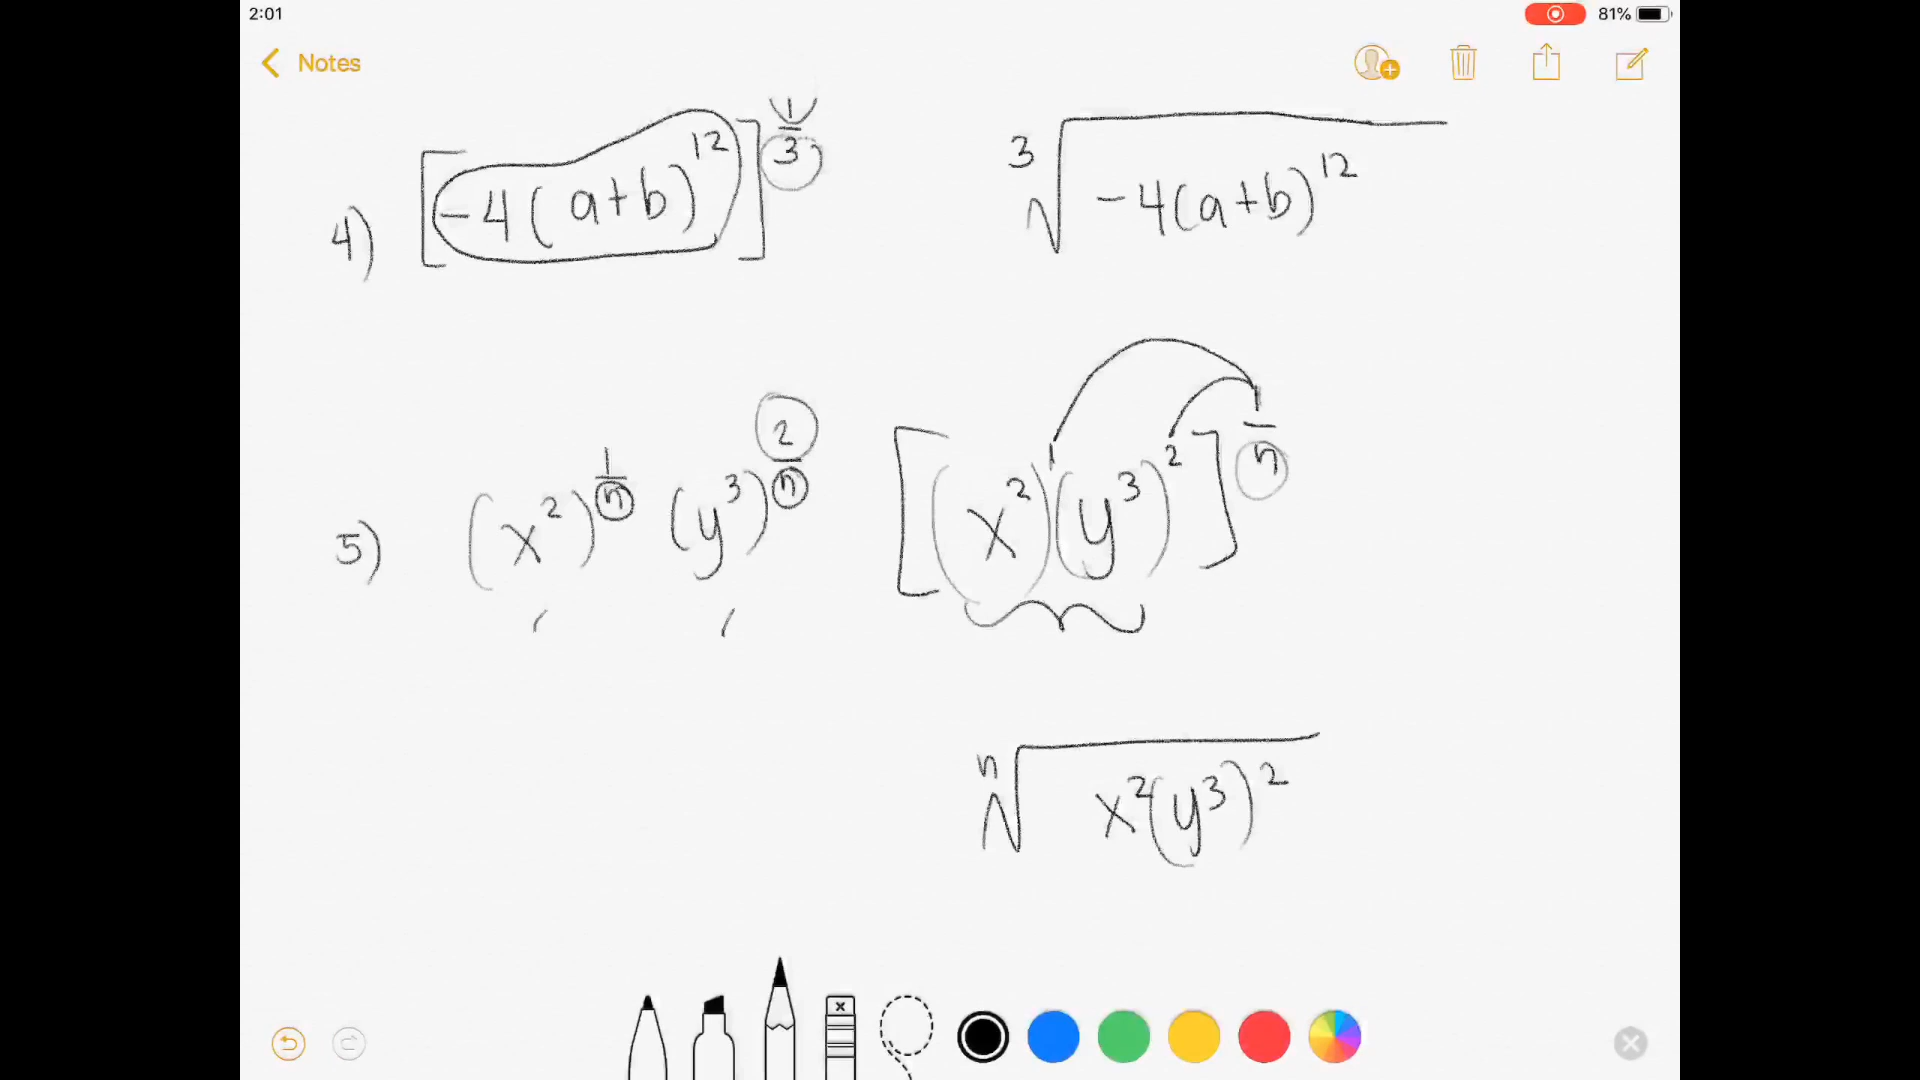 2:01 81%
Notes
4) [-4(a+b)^12]^(1/3) ∛(-4(a+b)^12)
5) (x^2)^(1/n) (y^3)^(2/n) [(x^2)^1(y^3)^2]^(1/n)
ⁿ√(x^2(y^3)^2)